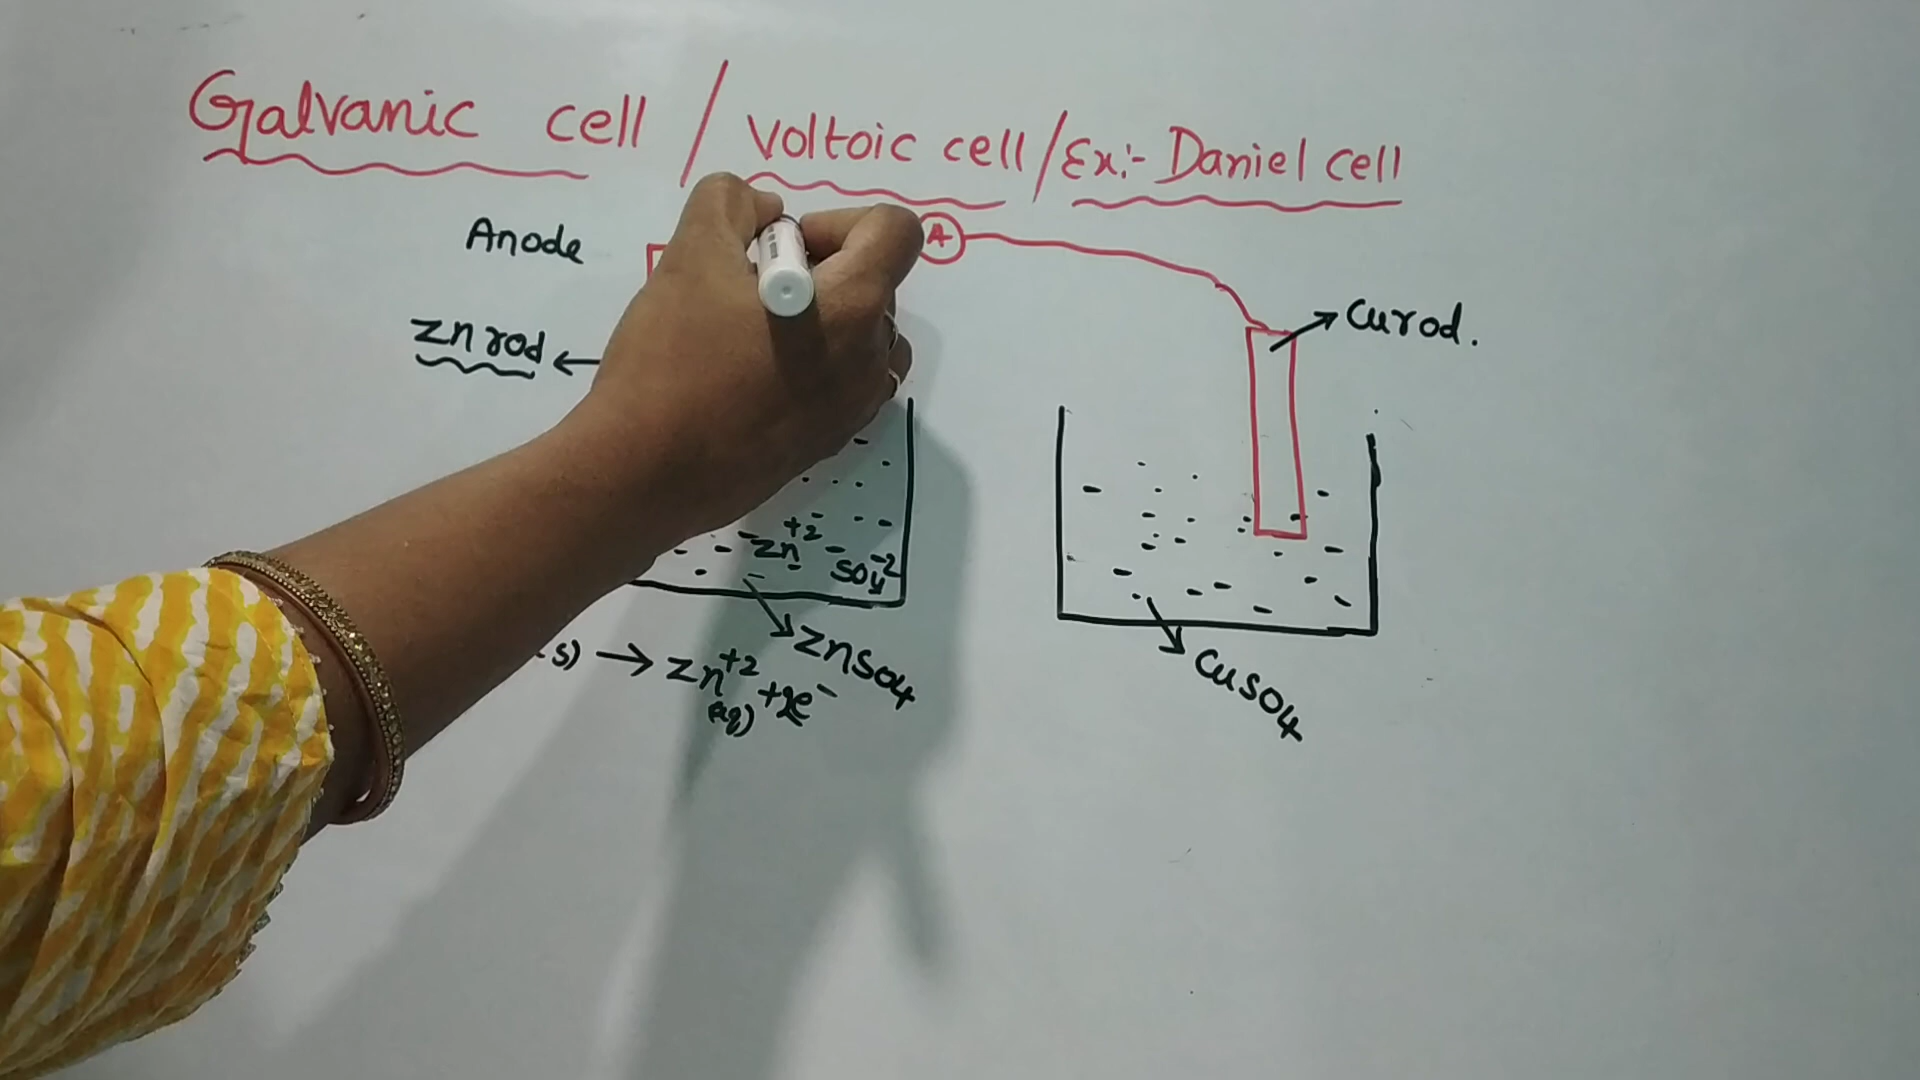 Galvanic cell / Voltoic cell / Ex:- Daniel cell
Anode
A
Zn rod
Cu rod.
Zn+2 SO4-2
ZnSO4
CuSO4
s) → Zn+2 (aq) +2e-